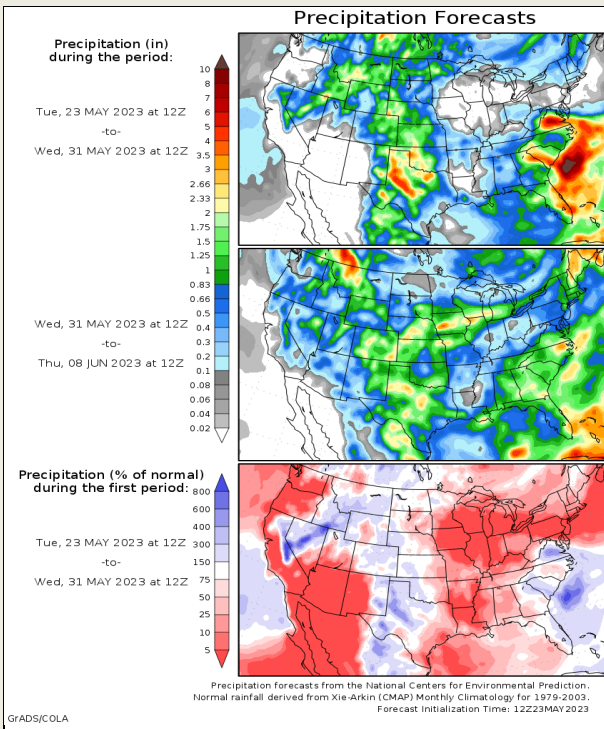 Precipitation Forecasts
Precipitation (in)
during the period:
Tue, 23 MAY 2023 at 12Z
-to-
Wed, 31 MAY 2023 at 12Z
10
8
7
6
5
4
3.5
3
2.66
2.33
2
1.75
1.5
1.25
1
0.83
0.66
0.5
0.4
0.3
0.2
0.1
0.08
0.06
0.04
0.02
Wed, 31 MAY 2023 at 12Z
-to-
Thu, 08 JUN 2023 at 12Z
Precipitation (% of normal)
during the first period:
Tue, 23 MAY 2023 at 12Z
-to-
Wed, 31 MAY 2023 at 12Z
800
600
400
300
150
75
50
25
10
5
Precipitation forecasts from the National Centers for Environmental Prediction.
Normal rainfall derived from Xie-Arkin (CMAP) Monthly Climatology for 1979-2003.
Forecast Initialization Time: 12Z23MAY2023
GrADS/COLA